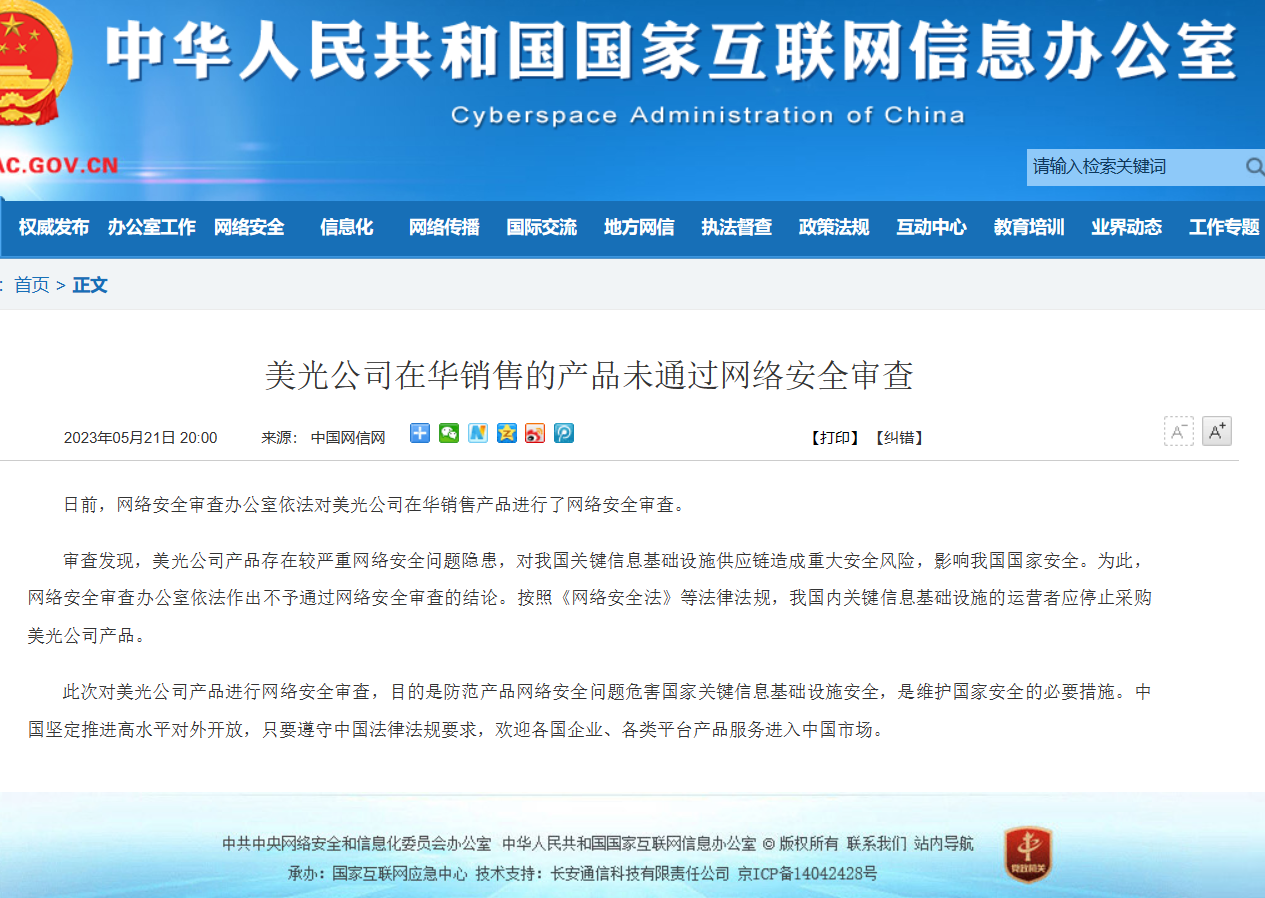 中华人民共和国国家互联网信息办公室
Cyberspace Administration of China
AC.GOV.CN
请输入检索关键词
权威发布 办公室工作 网络安全 信息化 网络传播 国际交流 地方网信 执法督查 政策法规 互动中心 教育培训 业界动态 工作专题
: 首页 > 正文
美光公司在华销售的产品未通过网络安全审查
2023年05月21日 20:00 来源： 中国网信网 【打印】 【纠错】 A- A+
日前，网络安全审查办公室依法对美光公司在华销售产品进行了网络安全审查。
审查发现，美光公司产品存在较严重网络安全问题隐患，对我国关键信息基础设施供应链造成重大安全风险，影响我国国家安全。为此，
网络安全审查办公室依法作出不予通过网络安全审查的结论。按照《网络安全法》等法律法规，我国内关键信息基础设施的运营者应停止采购
美光公司产品。
此次对美光公司产品进行网络安全审查，目的是防范产品网络安全问题危害国家关键信息基础设施安全，是维护国家安全的必要措施。中
国坚定推进高水平对外开放，只要遵守中国法律法规要求，欢迎各国企业、各类平台产品服务进入中国市场。
中共中央网络安全和信息化委员会办公室 中华人民共和国国家互联网信息办公室 © 版权所有 联系我们 站内导航
承办：国家互联网应急中心 技术支持：长安通信科技有限责任公司 京ICP备14042428号
党政机关